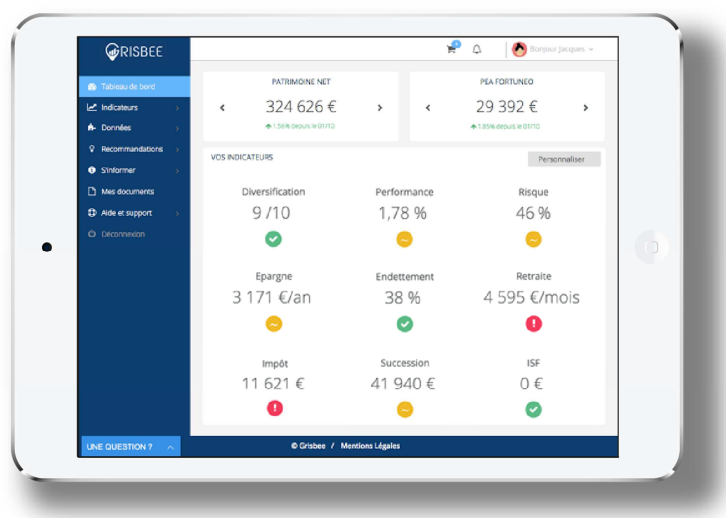 GRISBEE
Bonjour Jacques
Tableau de bord
Indicateurs
Données
Recommandations
S'informer
Mes documents
Aide et support
Déconnexion
PATRIMOINE NET
324 626 €
1.56% depuis le 01/10
PEA FORTUNEO
29 392 €
1.85% depuis le 01/10
VOS INDICATEURS
Personnaliser
Diversification
9 /10
Performance
1,78 %
Risque
46 %
Epargne
3 171 €/an
Endettement
38 %
Retraite
4 595 €/mois
Impôt
11 621 €
Succession
41 940 €
ISF
0 €
UNE QUESTION ?
© Grisbee / Mentions Légales